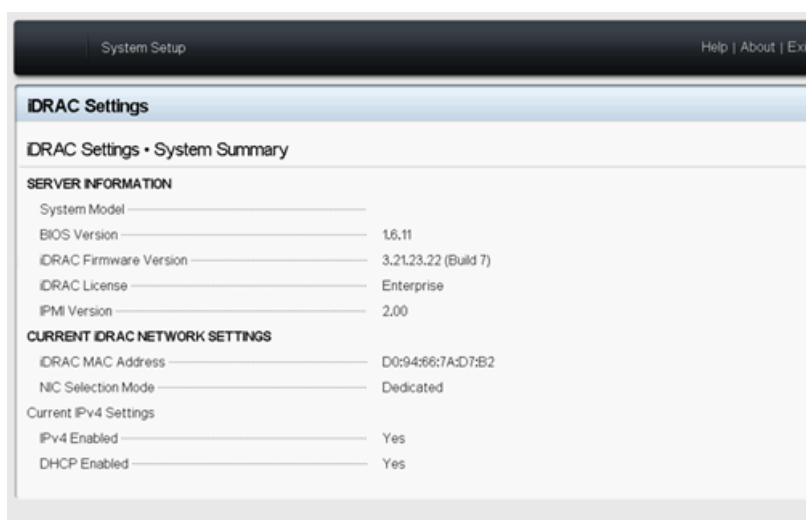 System Setup
Help | About | Ex
iDRAC Settings
iDRAC Settings • System Summary
SERVER INFORMATION
System Model
BIOS Version 1.6.11
iDRAC Firmware Version 3.21.23.22 (Build 7)
iDRAC License Enterprise
IPMI Version 2.00
CURRENT iDRAC NETWORK SETTINGS
iDRAC MAC Address D0:94:66:7A:D7:B2
NIC Selection Mode Dedicated
Current IPv4 Settings
IPv4 Enabled Yes
DHCP Enabled Yes